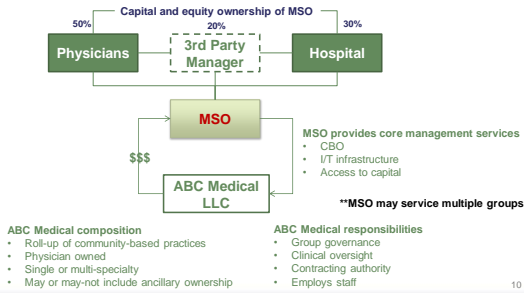 Capital and equity ownership of MSO
50%
20%
30%
Physicians
3rd Party
Manager
Hospital
MSO
MSO provides core management services
• CBO
• I/T infrastructure
• Access to capital
$$$
ABC Medical
LLC
**MSO may service multiple groups
ABC Medical composition
• Roll-up of community-based practices
• Physician owned
• Single or multi-specialty
• May or may-not include ancillary ownership
ABC Medical responsibilities
• Group governance
• Clinical oversight
• Contracting authority
• Employs staff
10